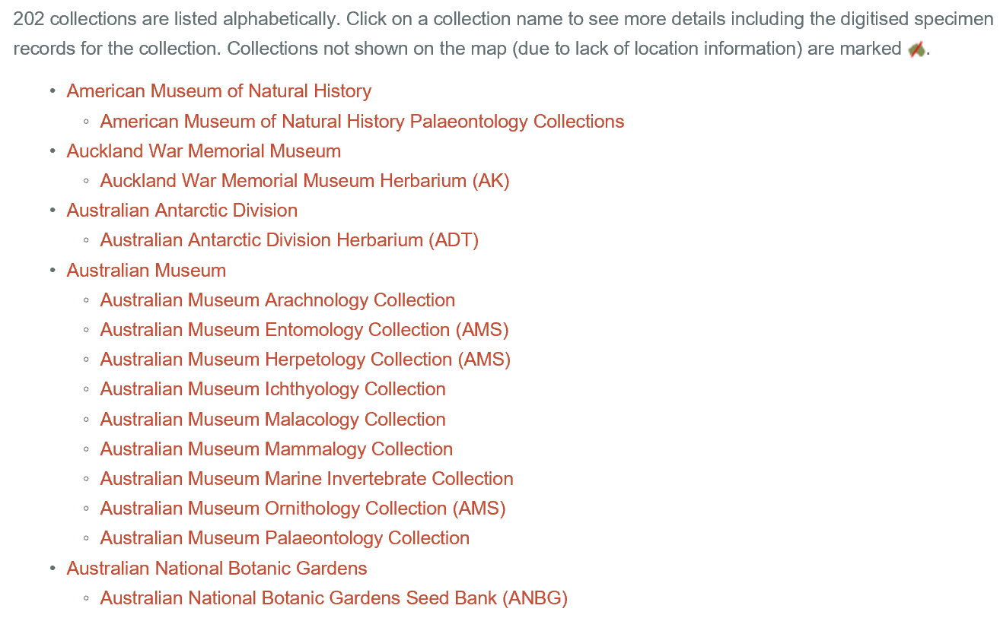 202 collections are listed alphabetically. Click on a collection name to see more details including the digitised specimen
records for the collection. Collections not shown on the map (due to lack of location information) are marked .
• American Museum of Natural History
◦ American Museum of Natural History Palaeontology Collections
• Auckland War Memorial Museum
◦ Auckland War Memorial Museum Herbarium (AK)
• Australian Antarctic Division
◦ Australian Antarctic Division Herbarium (ADT)
• Australian Museum
◦ Australian Museum Arachnology Collection
◦ Australian Museum Entomology Collection (AMS)
◦ Australian Museum Herpetology Collection (AMS)
◦ Australian Museum Ichthyology Collection
◦ Australian Museum Malacology Collection
◦ Australian Museum Mammalogy Collection
◦ Australian Museum Marine Invertebrate Collection
◦ Australian Museum Ornithology Collection (AMS)
◦ Australian Museum Palaeontology Collection
• Australian National Botanic Gardens
◦ Australian National Botanic Gardens Seed Bank (ANBG)